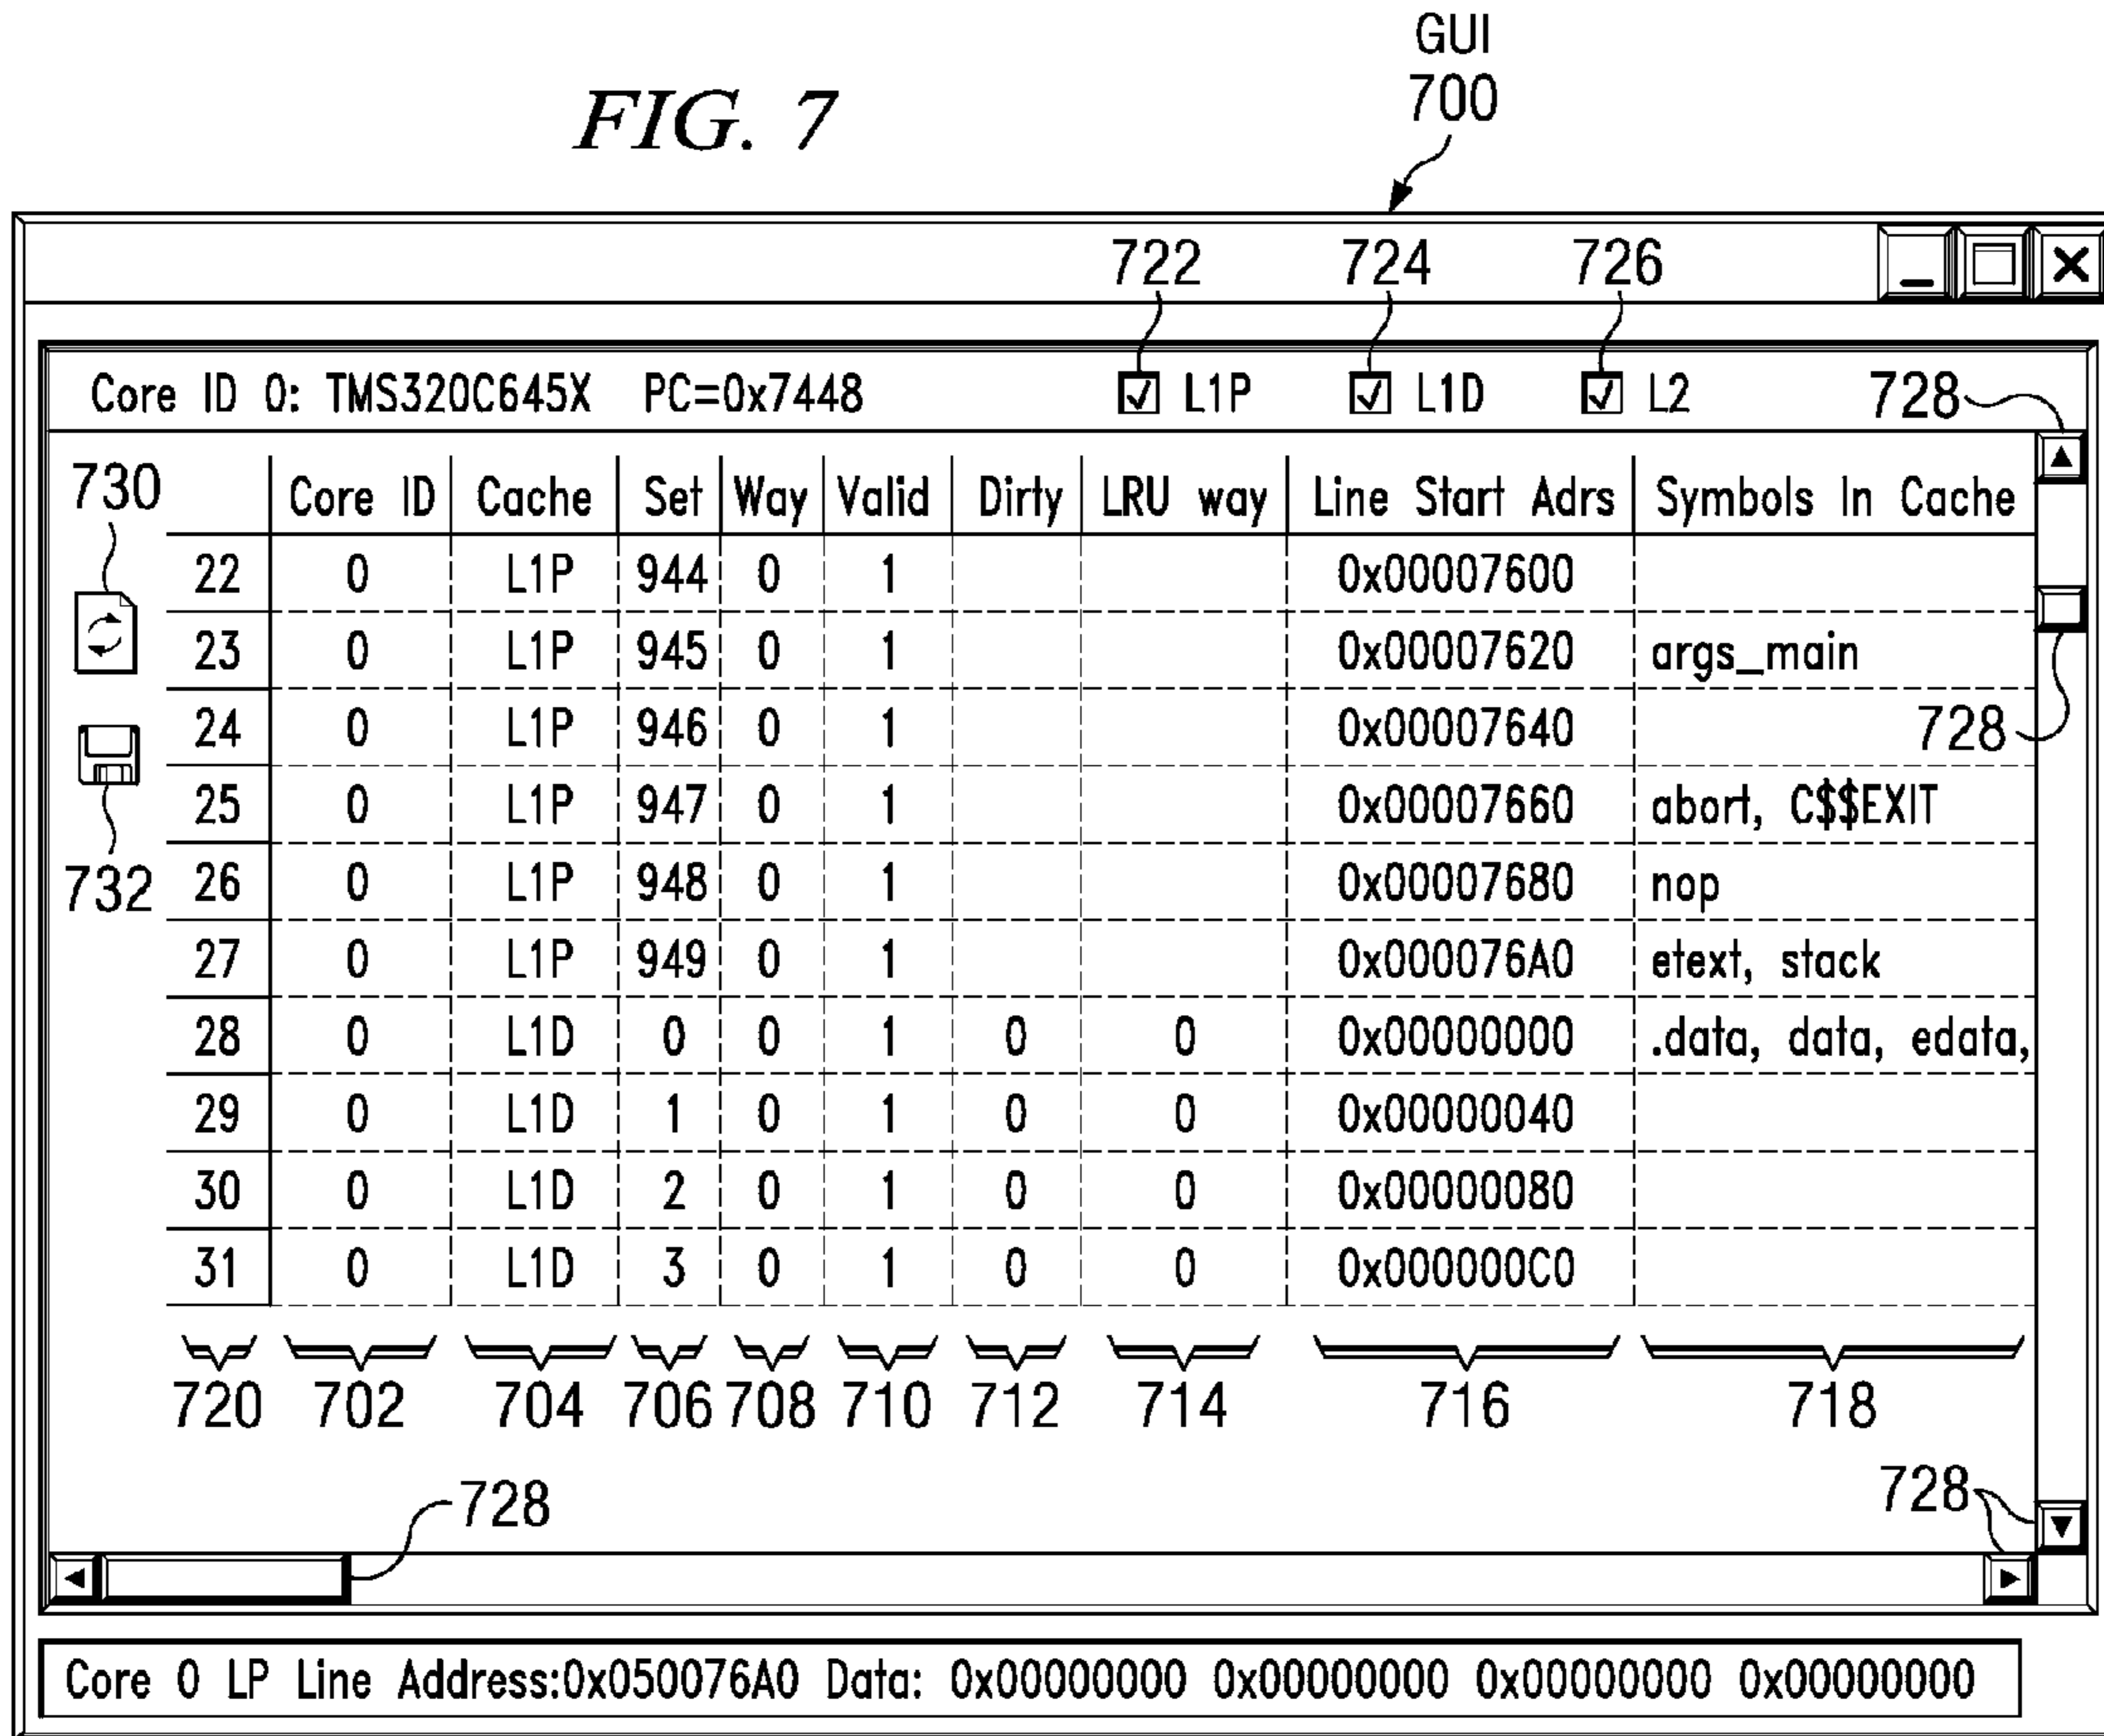 GUI
700
FIG. 7
722 724 726
Core ID 0: TMS320C645X PC=0x7448 L1P L1D L2 728
730 Core ID Cache Set Way Valid Dirty LRU way Line Start Adrs Symbols In Cache
22 0 L1P 944 0 1 0x00007600
23 0 L1P 945 0 1 0x00007620 args_main
24 0 L1P 946 0 1 0x00007640 728
25 0 L1P 947 0 1 0x00007660 abort, C$$EXIT
732 26 0 L1P 948 0 1 0x00007680 nop
27 0 L1P 949 0 1 0x000076A0 etext, stack
28 0 L1D 0 0 1 0 0 0x00000000 .data, data, edata,
29 0 L1D 1 0 1 0 0 0x00000040
30 0 L1D 2 0 1 0 0 0x00000080
31 0 L1D 3 0 1 0 0 0x000000C0
720 702 704 706 708 710 712 714 716 718
728 728
Core 0 LP Line Address:0x050076A0 Data: 0x00000000 0x00000000 0x00000000 0x00000000